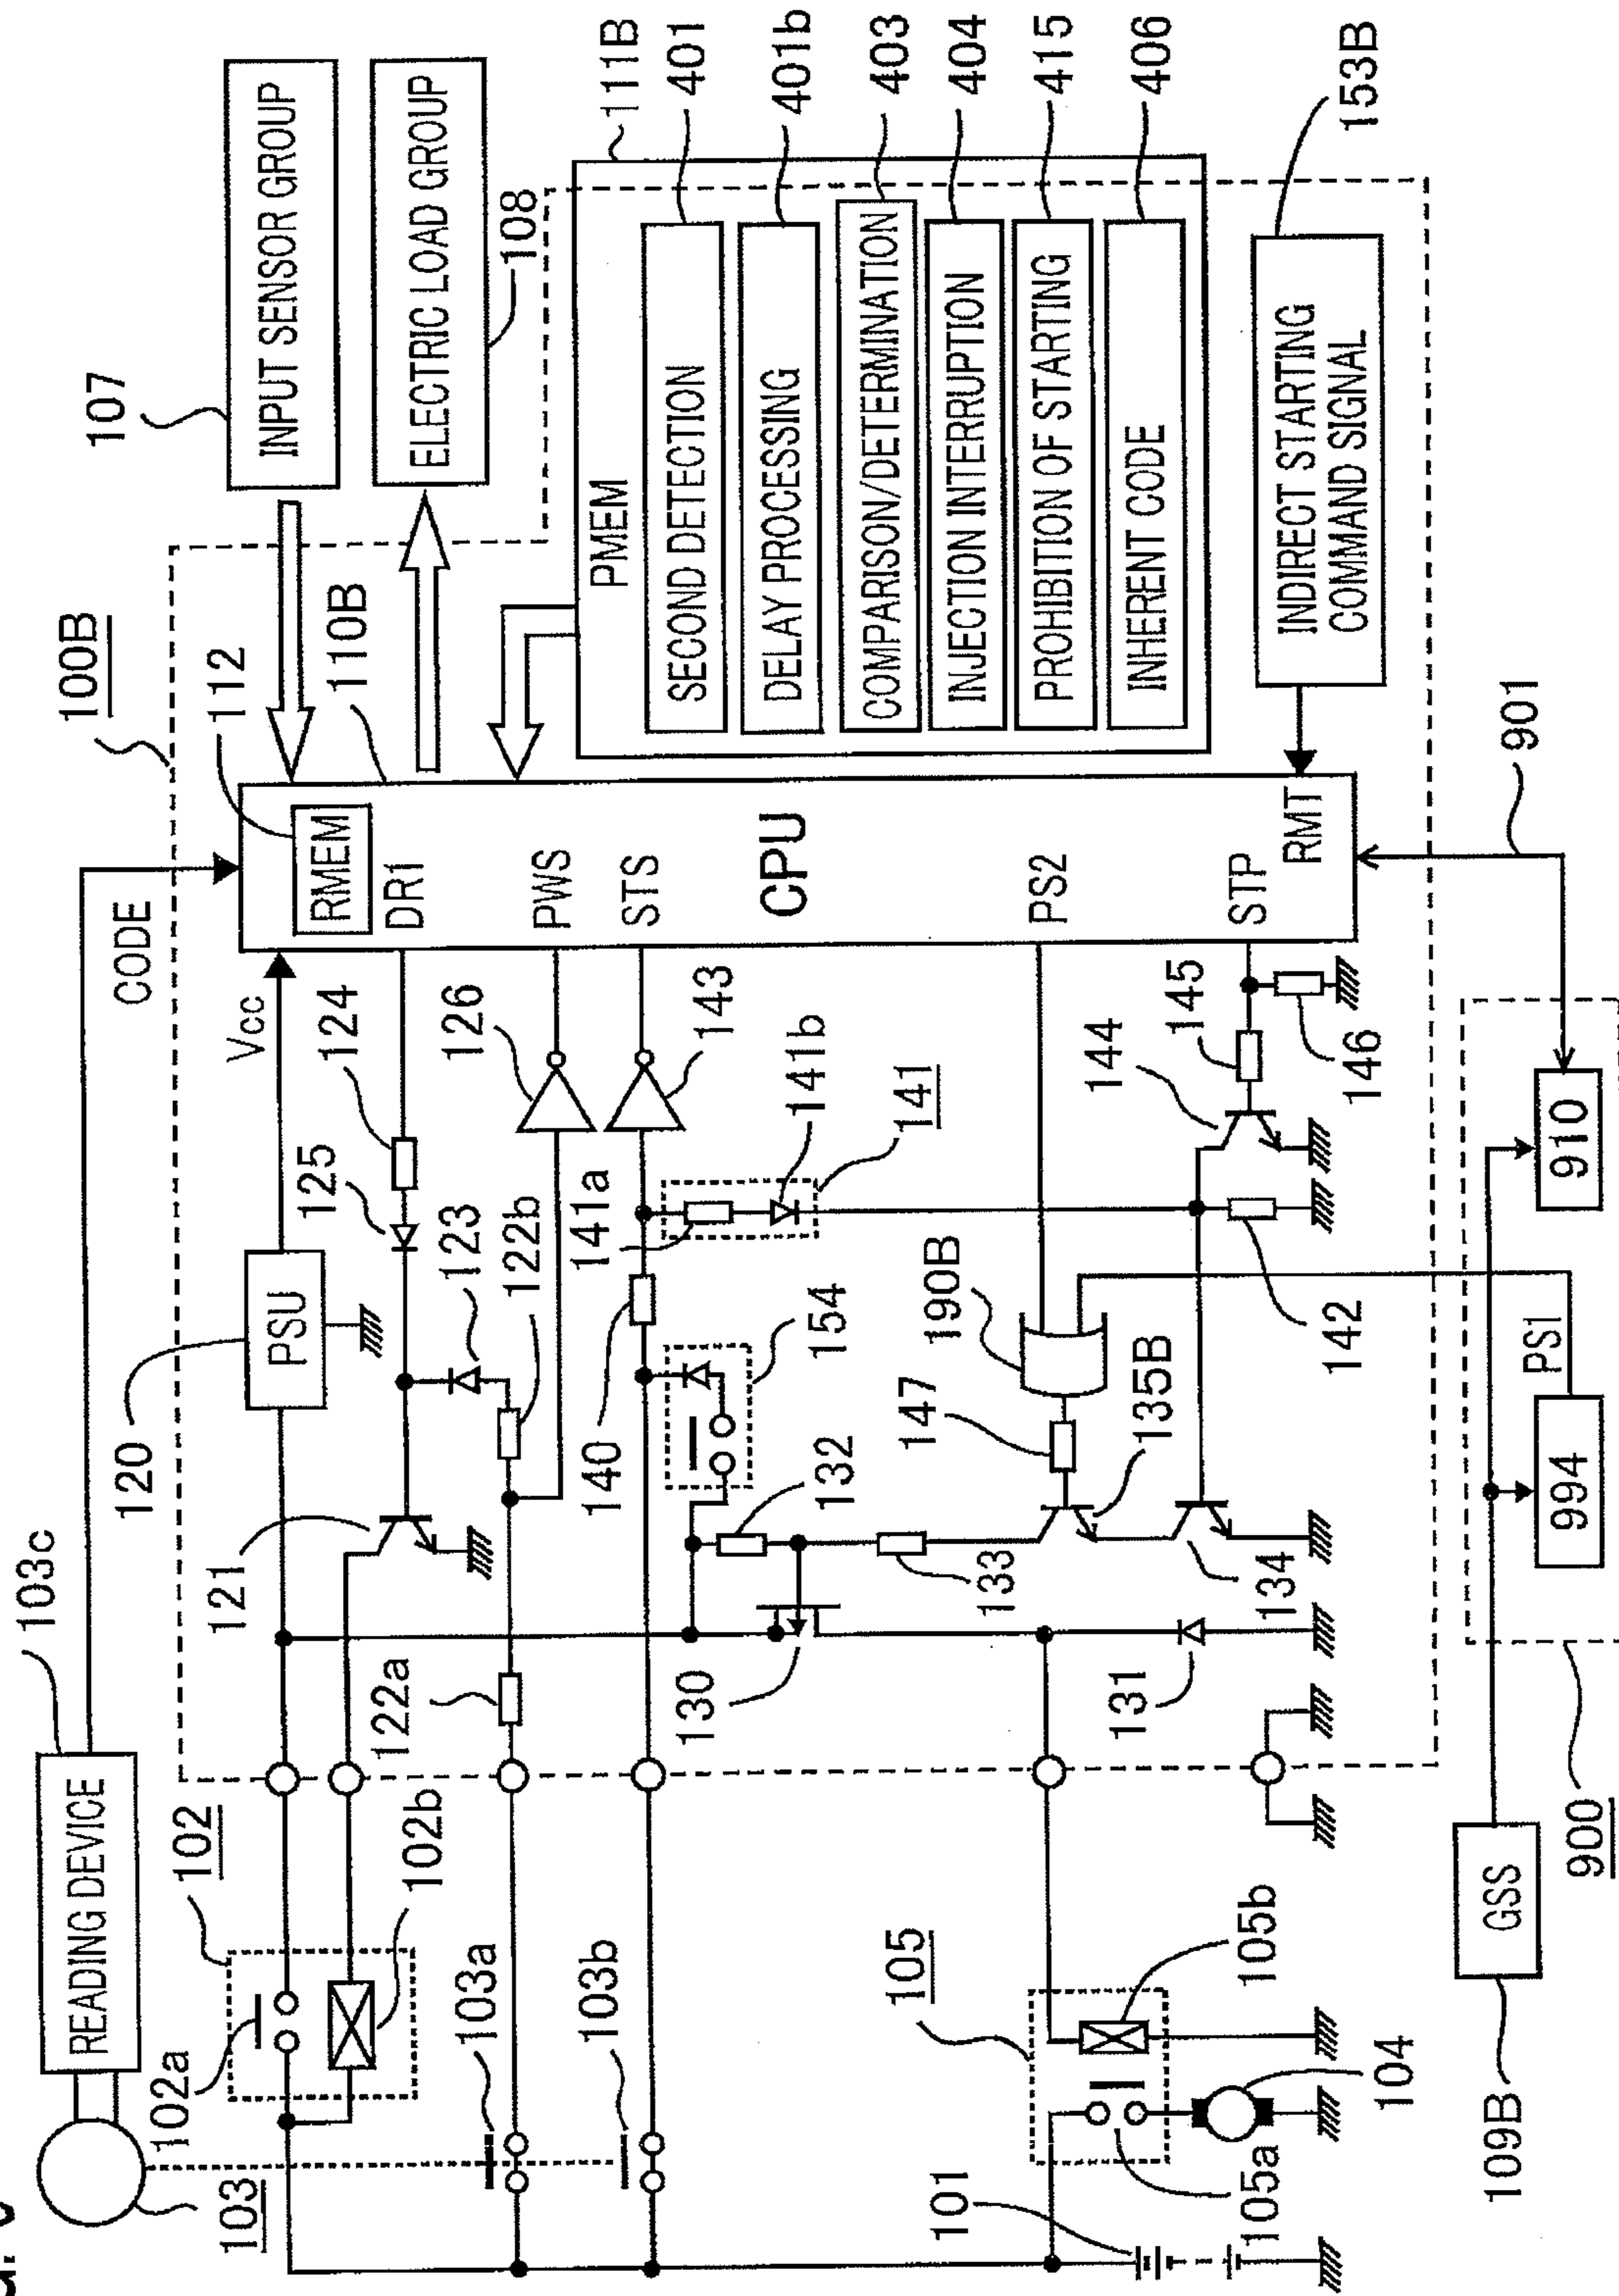 103c
READING DEVICE
103
CODE
100B
107
INPUT SENSOR GROUP
ELECTRIC LOAD GROUP
108
102
102a
102b
120
PSU
Vcc
112
RMEM
110B
121
125
124
DR1
123
122a
122b
126
PWS
103a
103b
140
141a
143
STS
141b
141
154
CPU
PMEM
111B
SECOND DETECTION
401
DELAY PROCESSING
401b
COMPARISON/DETERMINATION
403
INJECTION INTERRUPTION
404
PROHIBITION OF STARTING
415
INHERENT CODE
406
130
132
133
147
190B
135B
PS2
144
145
STP
146
142
134
131
RMT
INDIRECT STARTING
COMMAND SIGNAL
153B
105
105a
105b
101
104
109B
GSS
900
994
PS1
910
901